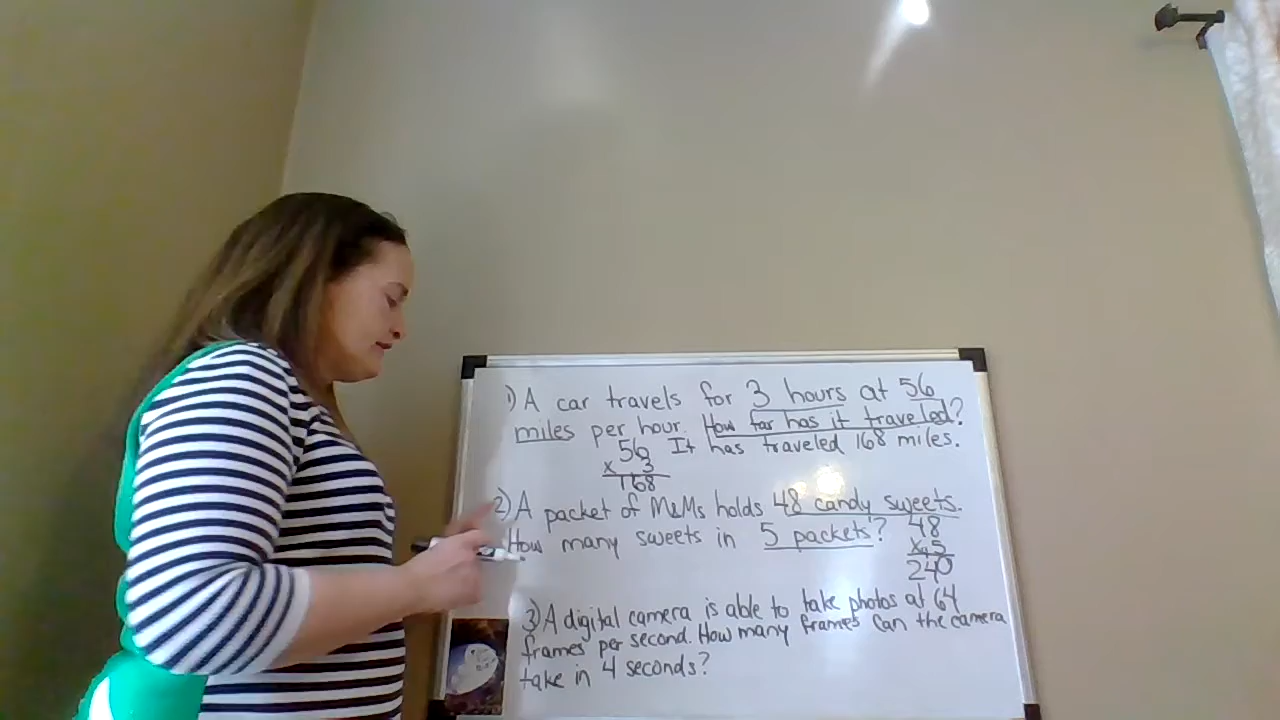 1) A car travels for 3 hours at 56
miles per hour. How far has it traveled?
56 It has traveled 168 miles.
x 3
168
2) A packet of M&Ms holds 48 candy sweets.
How many sweets in 5 packets?
48
x 5
240
3) A digital camera is able to take photos at 64
frames per second. How many frames can the camera
take in 4 seconds?